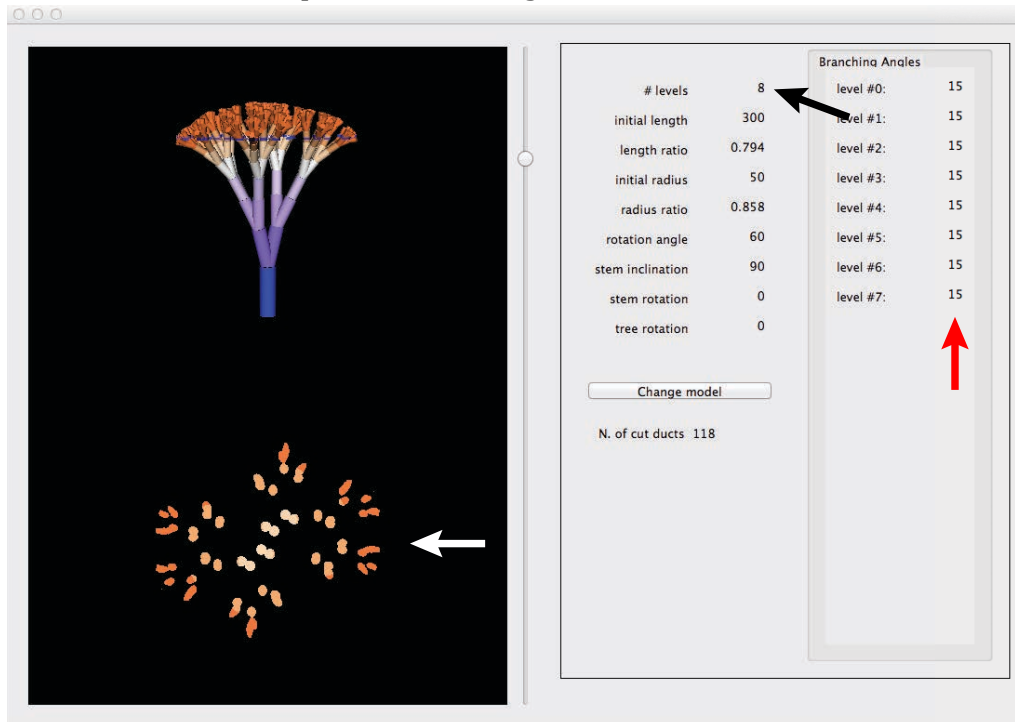 Branching Angles
# levels 8 level #0: 15
initial length 300 level #1: 15
length ratio 0.794 level #2: 15
initial radius 50 level #3: 15
radius ratio 0.858 level #4: 15
rotation angle 60 level #5: 15
stem inclination 90 level #6: 15
stem rotation 0 level #7: 15
tree rotation 0
Change model
N. of cut ducts 118